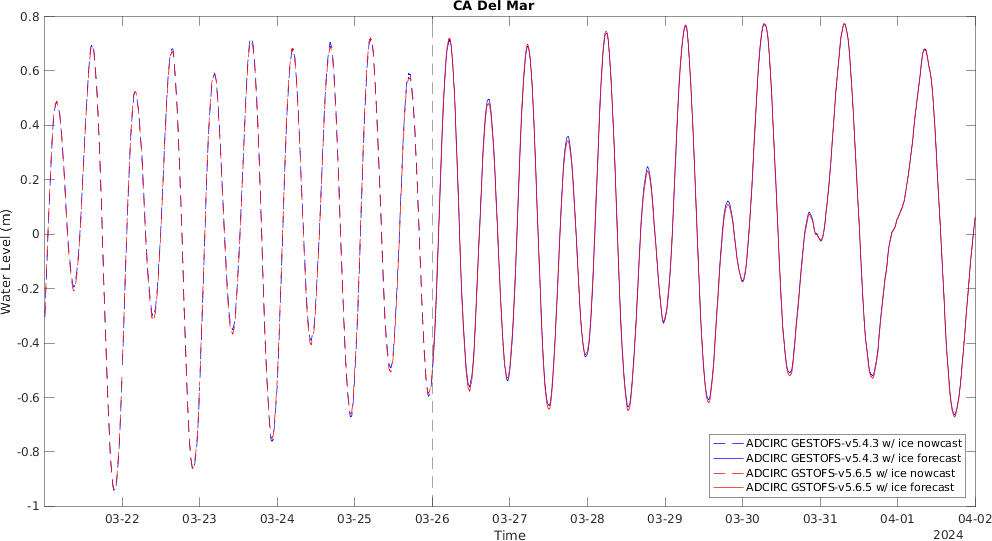 CA Del Mar
0.8
0.6
0.4
0.2
0
-0.2
-0.4
-0.6
-0.8
-1
Water Level (m)
ADCIRC GESTOFS-v5.4.3 w/ ice nowcast
ADCIRC GESTOFS-v5.4.3 w/ ice forecast
ADCIRC GSTOFS-v5.6.5 w/ ice nowcast
ADCIRC GSTOFS-v5.6.5 w/ ice forecast
03-22 03-23 03-24 03-25 03-26 03-27 03-28 03-29 03-30 03-31 04-01 04-02
Time
2024